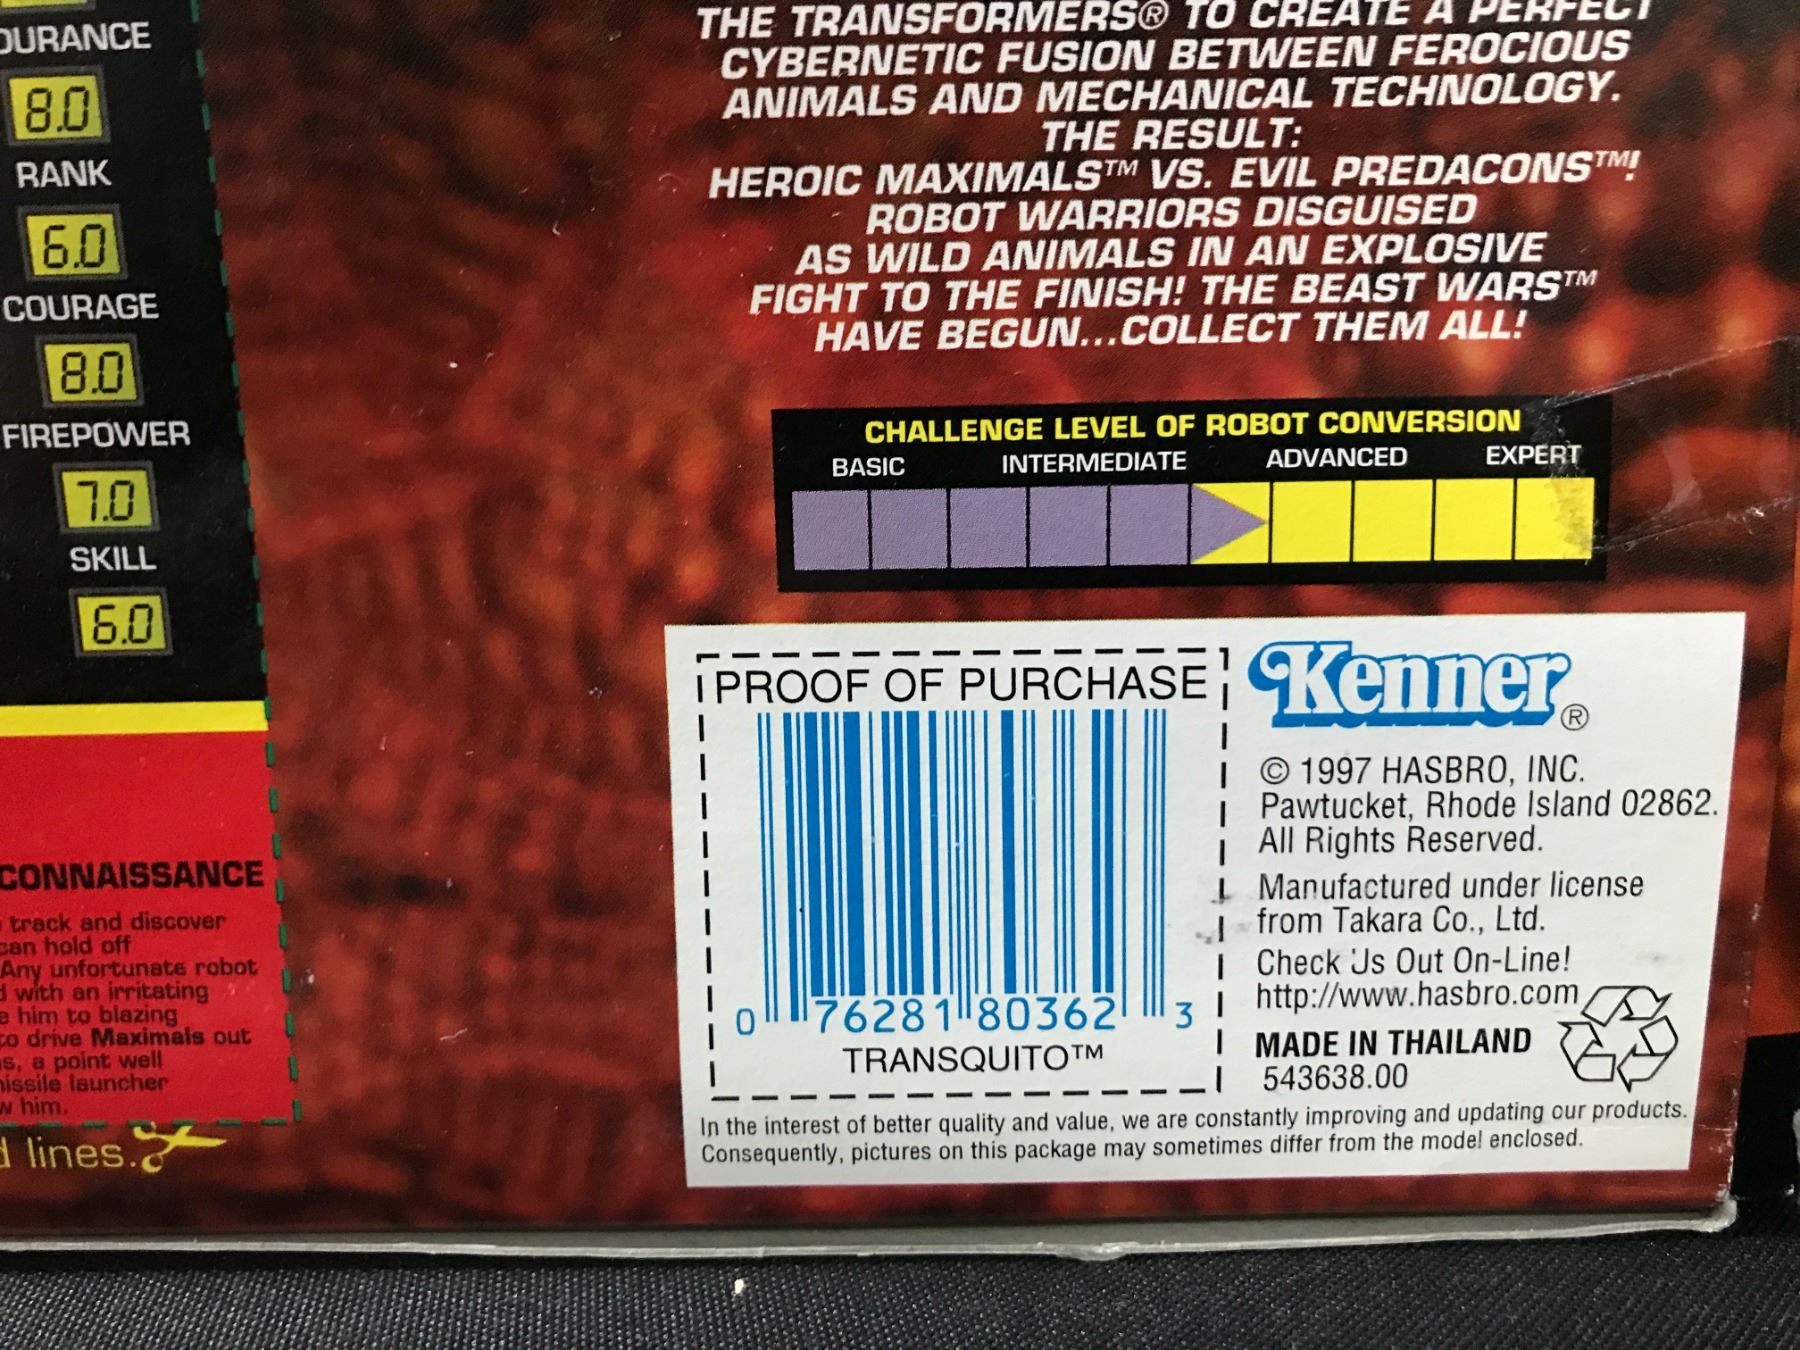 8.0
RANK
6.0
COURAGE
8.0
FIREPOWER
7.0
SKILL
6.0
track and discover
can hold off
Any unfortunate robot
with an irritating
him to blazing
to drive Maximals out
a point well
missile launcher
him.
lines.
THE TRANSFORMERS® TO CREATE A PERFECT
CYBERNETIC FUSION BETWEEN FEROCIOUS
ANIMALS AND MECHANICAL TECHNOLOGY.
THE RESULT:
HEROIC MAXIMALS™ VS. EVIL PREDACONS™!
ROBOT WARRIORS DISGUISED
AS WILD ANIMALS IN AN EXPLOSIVE
FIGHT TO THE FINISH! THE BEAST WARS™
HAVE BEGUN...COLLECT THEM ALL!
CHALLENGE LEVEL OF ROBOT CONVERSION
BASIC INTERMEDIATE ADVANCED EXPERT
PROOF OF PURCHASE
0 76281 80362 3
TRANSQUITO™
Kenner®
© 1997 HASBRO, INC.
Pawtucket, Rhode Island 02862.
All Rights Reserved.
Manufactured under license
from Takara Co., Ltd.
Check Us Out On-Line!
http://www.hasbro.com
MADE IN THAILAND
543638.00
In the interest of better quality and value, we are constantly improving and updating our products.
Consequently, pictures on this package may sometimes differ from the model enclosed.